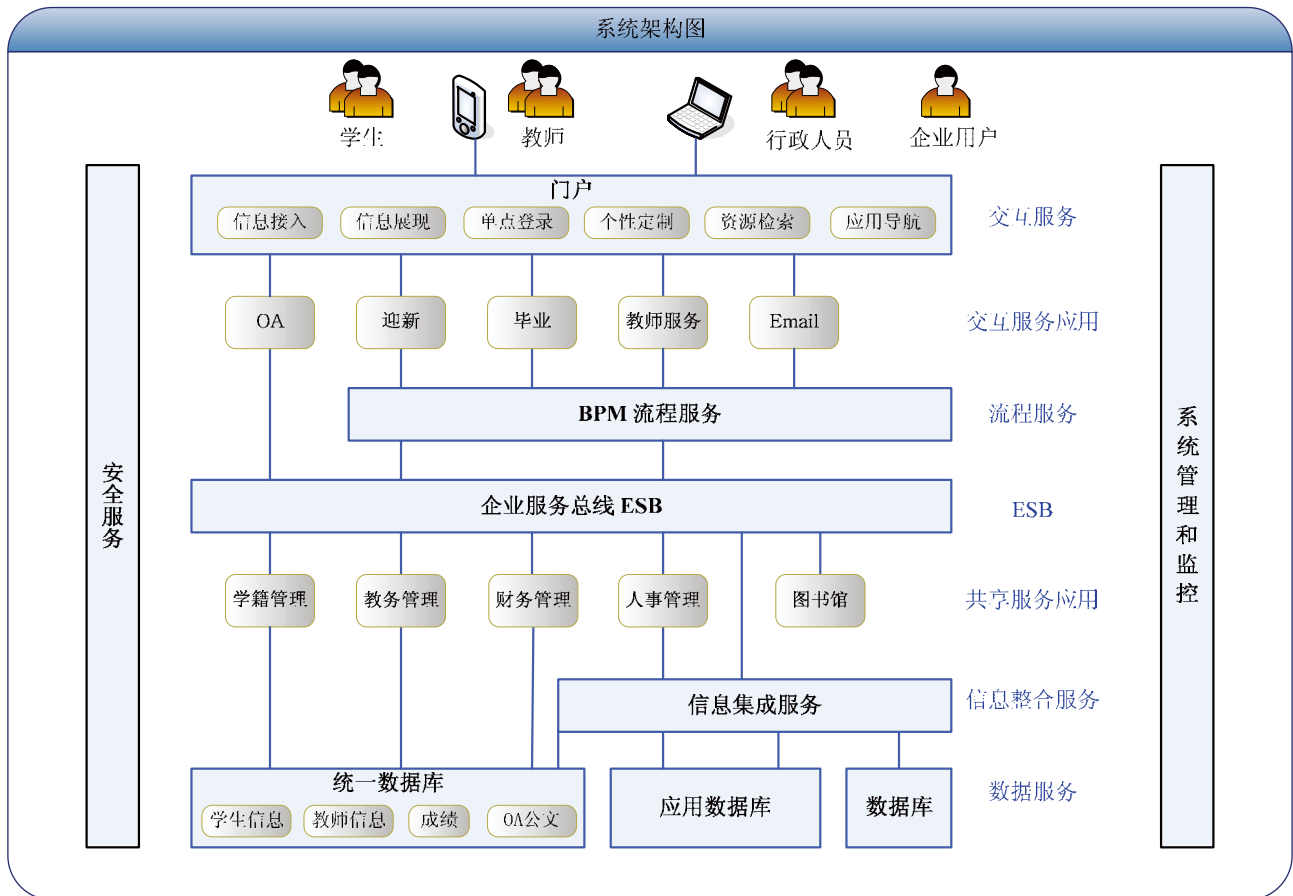 系统架构图
学生
教师
行政人员
企业用户
门户
信息接入
信息展现
单点登录
个性定制
资源检索
应用导航
交互服务
OA
迎新
毕业
教师服务
Email
交互服务应用
BPM 流程服务
流程服务
企业服务总线 ESB
ESB
学籍管理
教务管理
财务管理
人事管理
图书馆
共享服务应用
信息集成服务
信息整合服务
统一数据库
学生信息
教师信息
成绩
OA公文
应用数据库
数据库
数据服务
安全服务
系统管理和监控